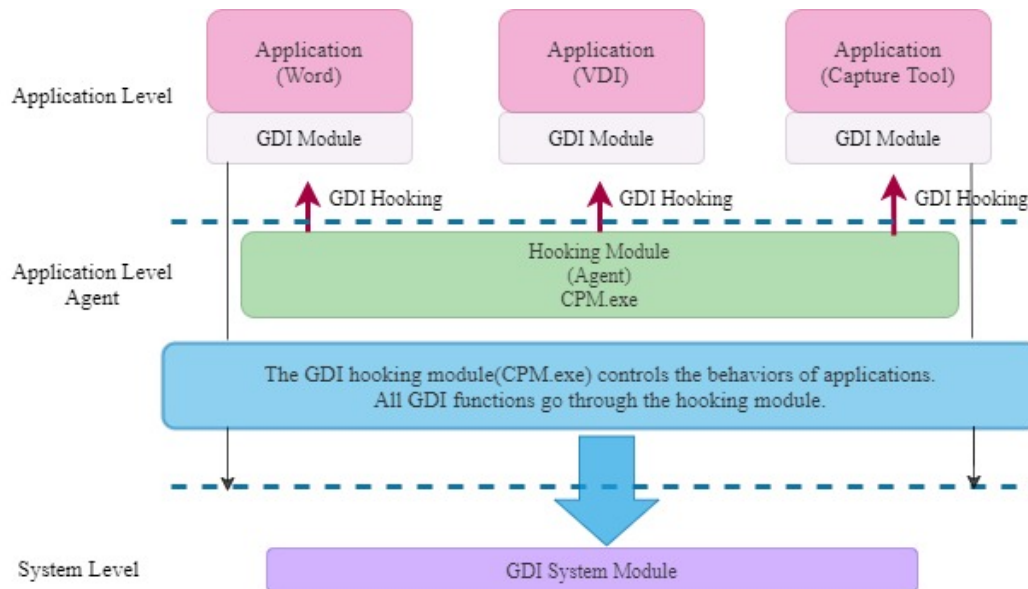 Application
(Word)
Application
(VDI)
Application
(Capture Tool)
Application Level
GDI Module
GDI Module
GDI Module
GDI Hooking
GDI Hooking
GDI Hooking
Hooking Module
(Agent)
CPM.exe
Application Level
Agent
The GDI hooking module(CPM.exe) controls the behaviors of applications.
All GDI functions go through the hooking module.
System Level
GDI System Module